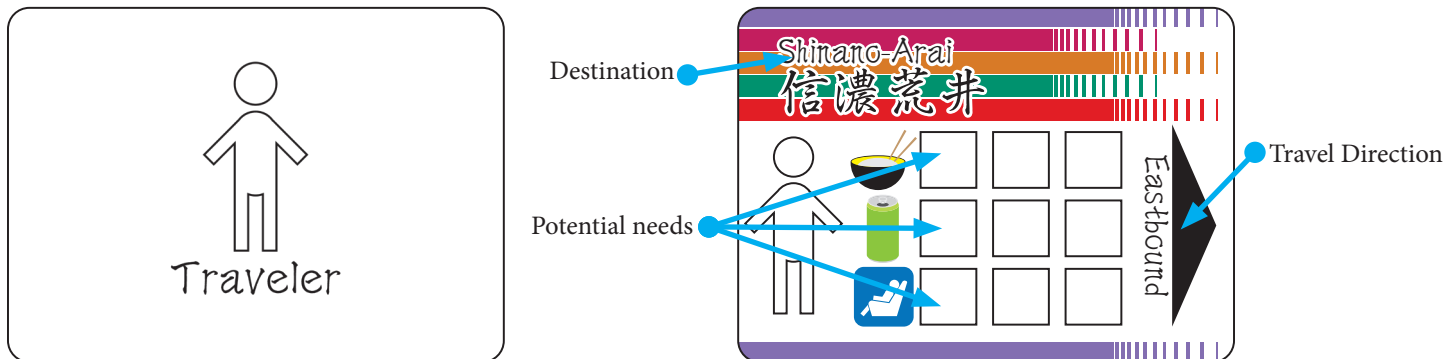 Traveler
Destination
Shinano-Arai
信濃荒井
Potential needs
Eastbound
Travel Direction